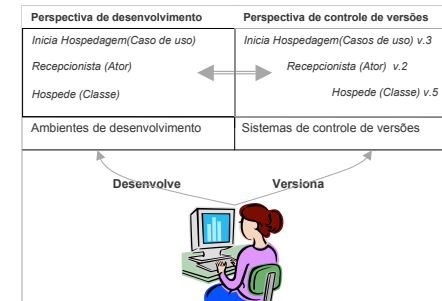 Perspectiva de desenvolvimento Perspectiva de controle de versões
Inicia Hospedagem(Caso de uso) Inicia Hospedagem(Casos de uso) v.3
Recepcionista (Ator) Recepcionista (Ator) v.2
Hospede (Classe) Hospede (Classe) v.5
Ambientes de desenvolvimento Sistemas de controle de versões
Desenvolve Versiona